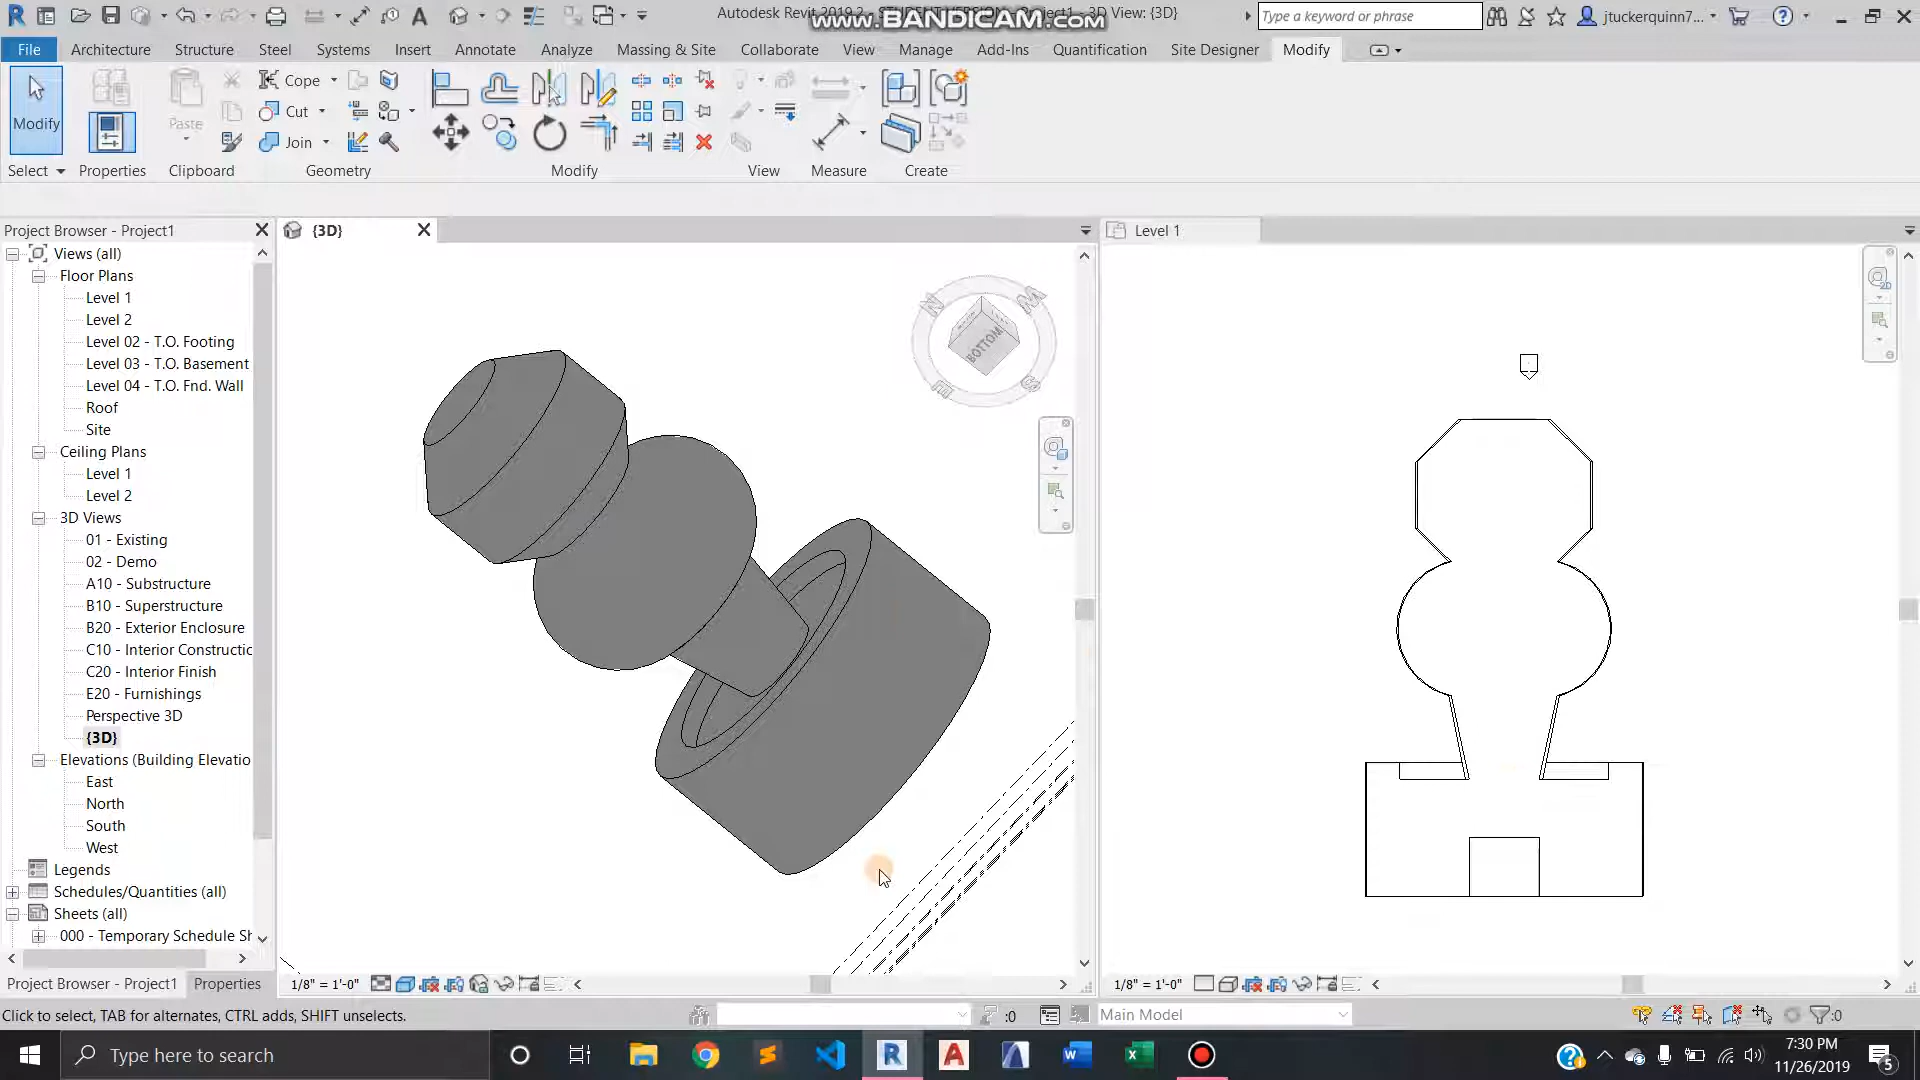 Autodesk Revit 2019.2 - STUDENT VERSION - Project1 - 3D View: {3D}
www.BANDICAM.com
Type a keyword or phrase
jtuckerquinn7...
File
Architecture
Structure
Steel
Systems
Insert
Annotate
Analyze
Massing & Site
Collaborate
View
Manage
Add-Ins
Quantification
Site Designer
Modify
Modify
Paste
Cope
Cut
Join
Select
Properties
Clipboard
Geometry
Modify
View
Measure
Create
Project Browser - Project1
{3D}
Level 1
Views (all)
Floor Plans
Level 1
Level 2
Level 02 - T.O. Footing
Level 03 - T.O. Basement
Level 04 - T.O. Fnd. Wall
Roof
Site
Ceiling Plans
Level 1
Level 2
3D Views
01 - Existing
02 - Demo
A10 - Substructure
B10 - Superstructure
B20 - Exterior Enclosure
C10 - Interior Constructic
C20 - Interior Finish
E20 - Furnishings
Perspective 3D
{3D}
Elevations (Building Elevatio
East
North
South
West
Legends
Schedules/Quantities (all)
Sheets (all)
000 - Temporary Schedule Sh
BOTTOM
N
E
S
2D
Project Browser - Project1
Properties
1/8" = 1'-0"
1/8" = 1'-0"
Click to select, TAB for alternates, CTRL adds, SHIFT unselects.
:0
Main Model
:0
Type here to search
7:30 PM
11/26/2019
5